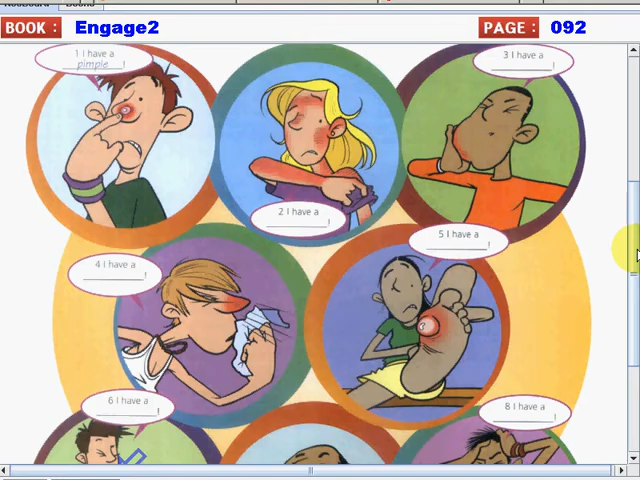 BOOK : Engage2 PAGE : 092
1 I have a
pimple !
3 I have a
!
2 I have a
!
5 I have a
!
4 I have a
!
6 I have a
!
8 I have a
!